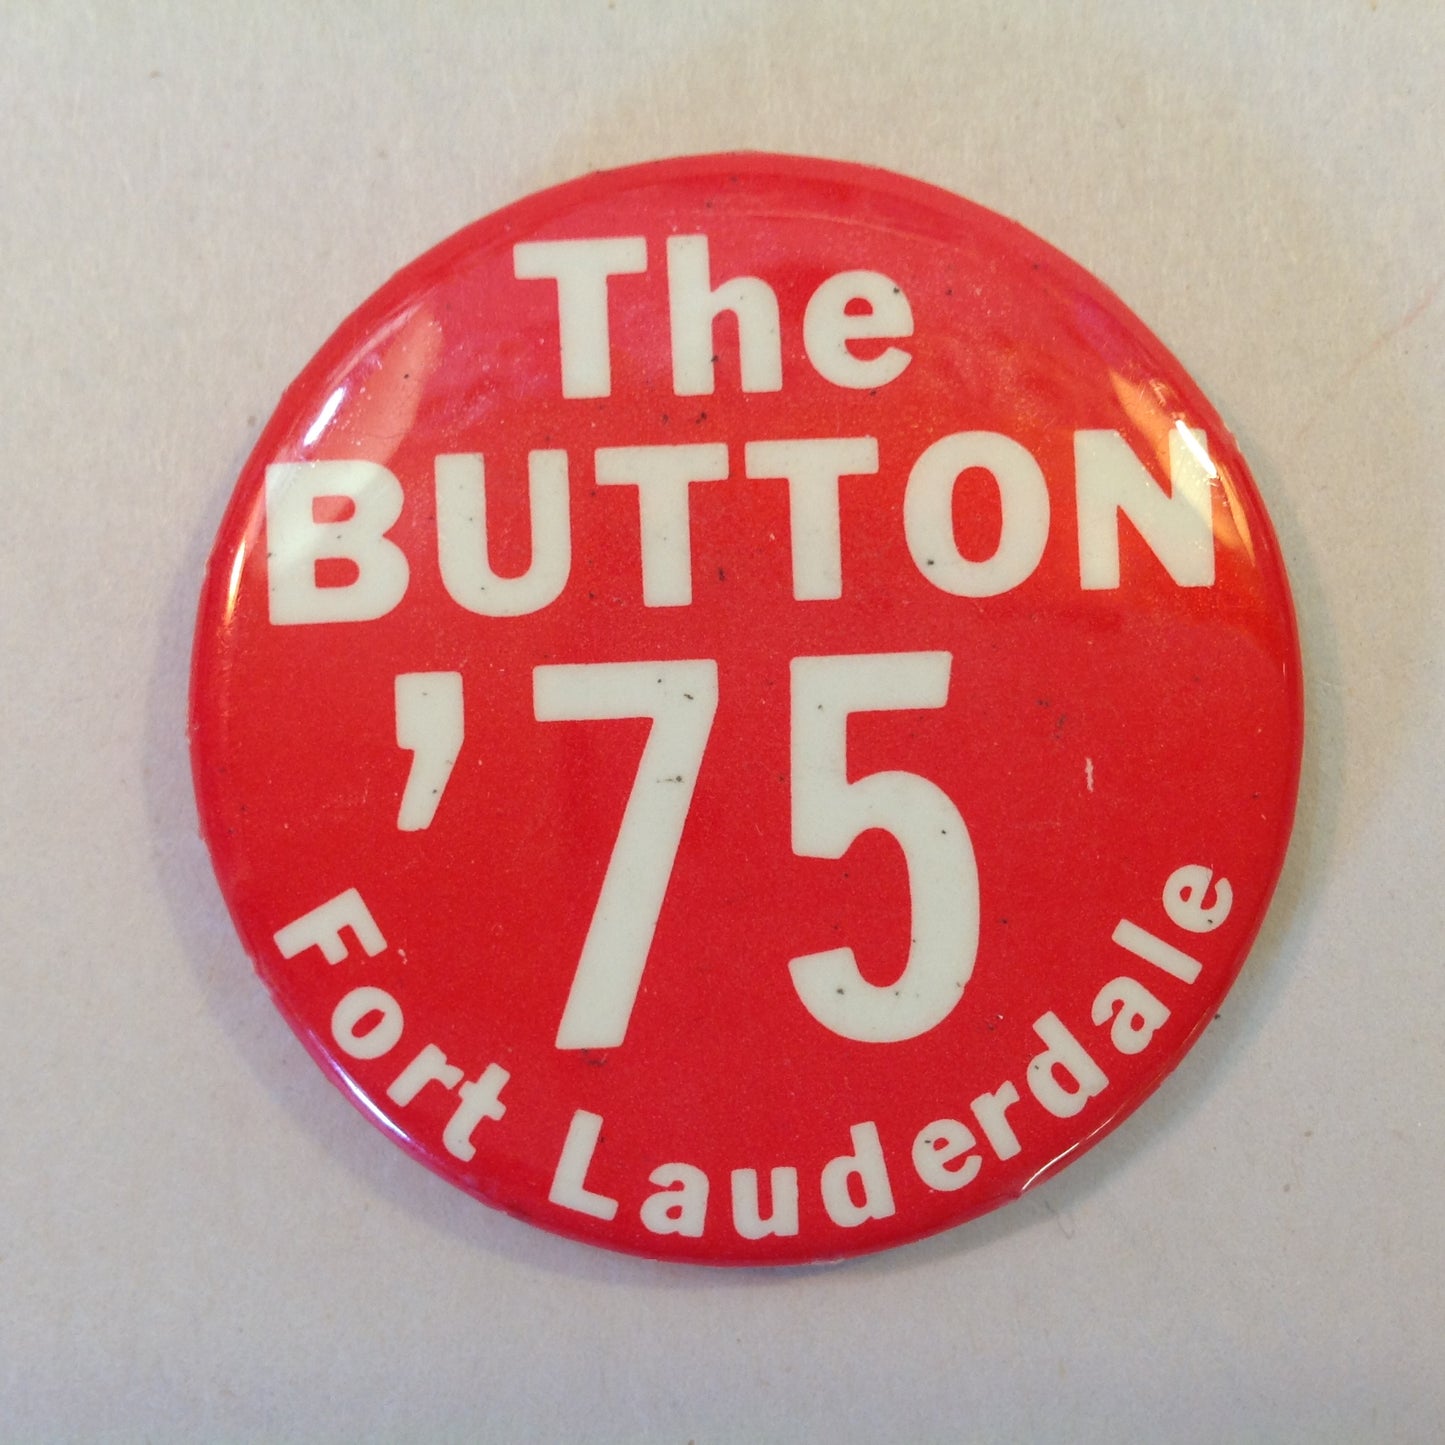 The
BUTTON
'75
Fort Lauderdale